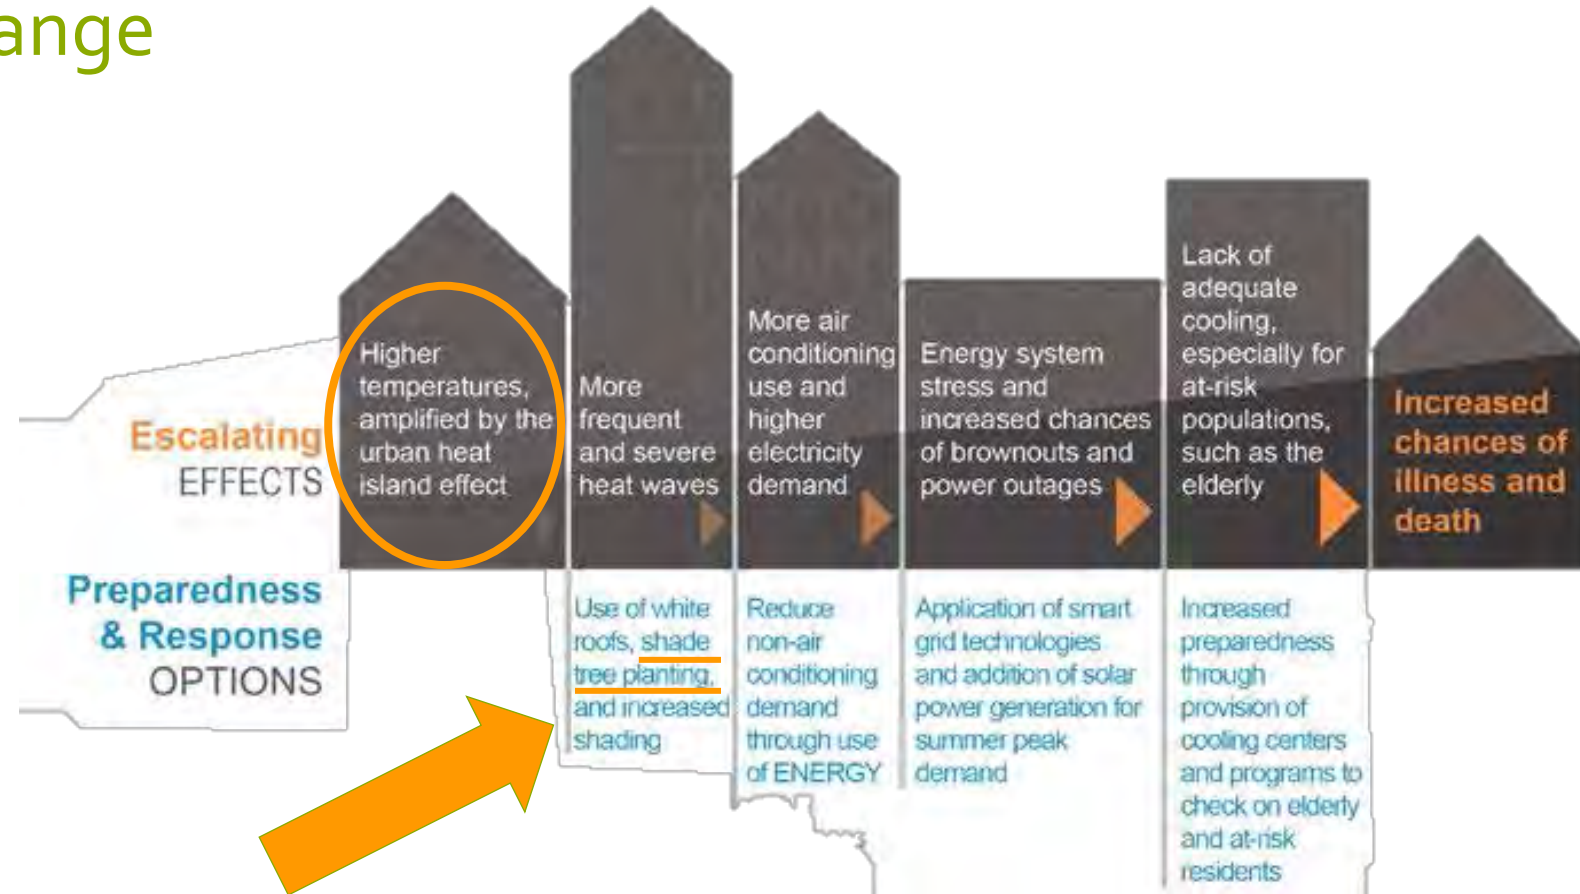 ange
Escalating
EFFECTS
Higher
temperatures,
amplified by the
urban heat
island effect
More
frequent
and severe
heat waves
More air
conditioning
use and
higher
electricity
demand
Energy system
stress and
increased chances
of brownouts and
power outages
Lack of
adequate
cooling,
especially for
at-risk
populations,
such as the
elderly
Increased
chances of
illness and
death
Preparedness
& Response
OPTIONS
Use of white
roofs, shade
tree planting,
and increased
shading
Reduce
non-air
conditioning
demand
through use
of ENERGY
Application of smart
grid technologies
and addition of solar
power generation for
summer peak
demand
Increased
preparedness
through
provision of
cooling centers
and programs to
check on elderly
and at-risk
residents